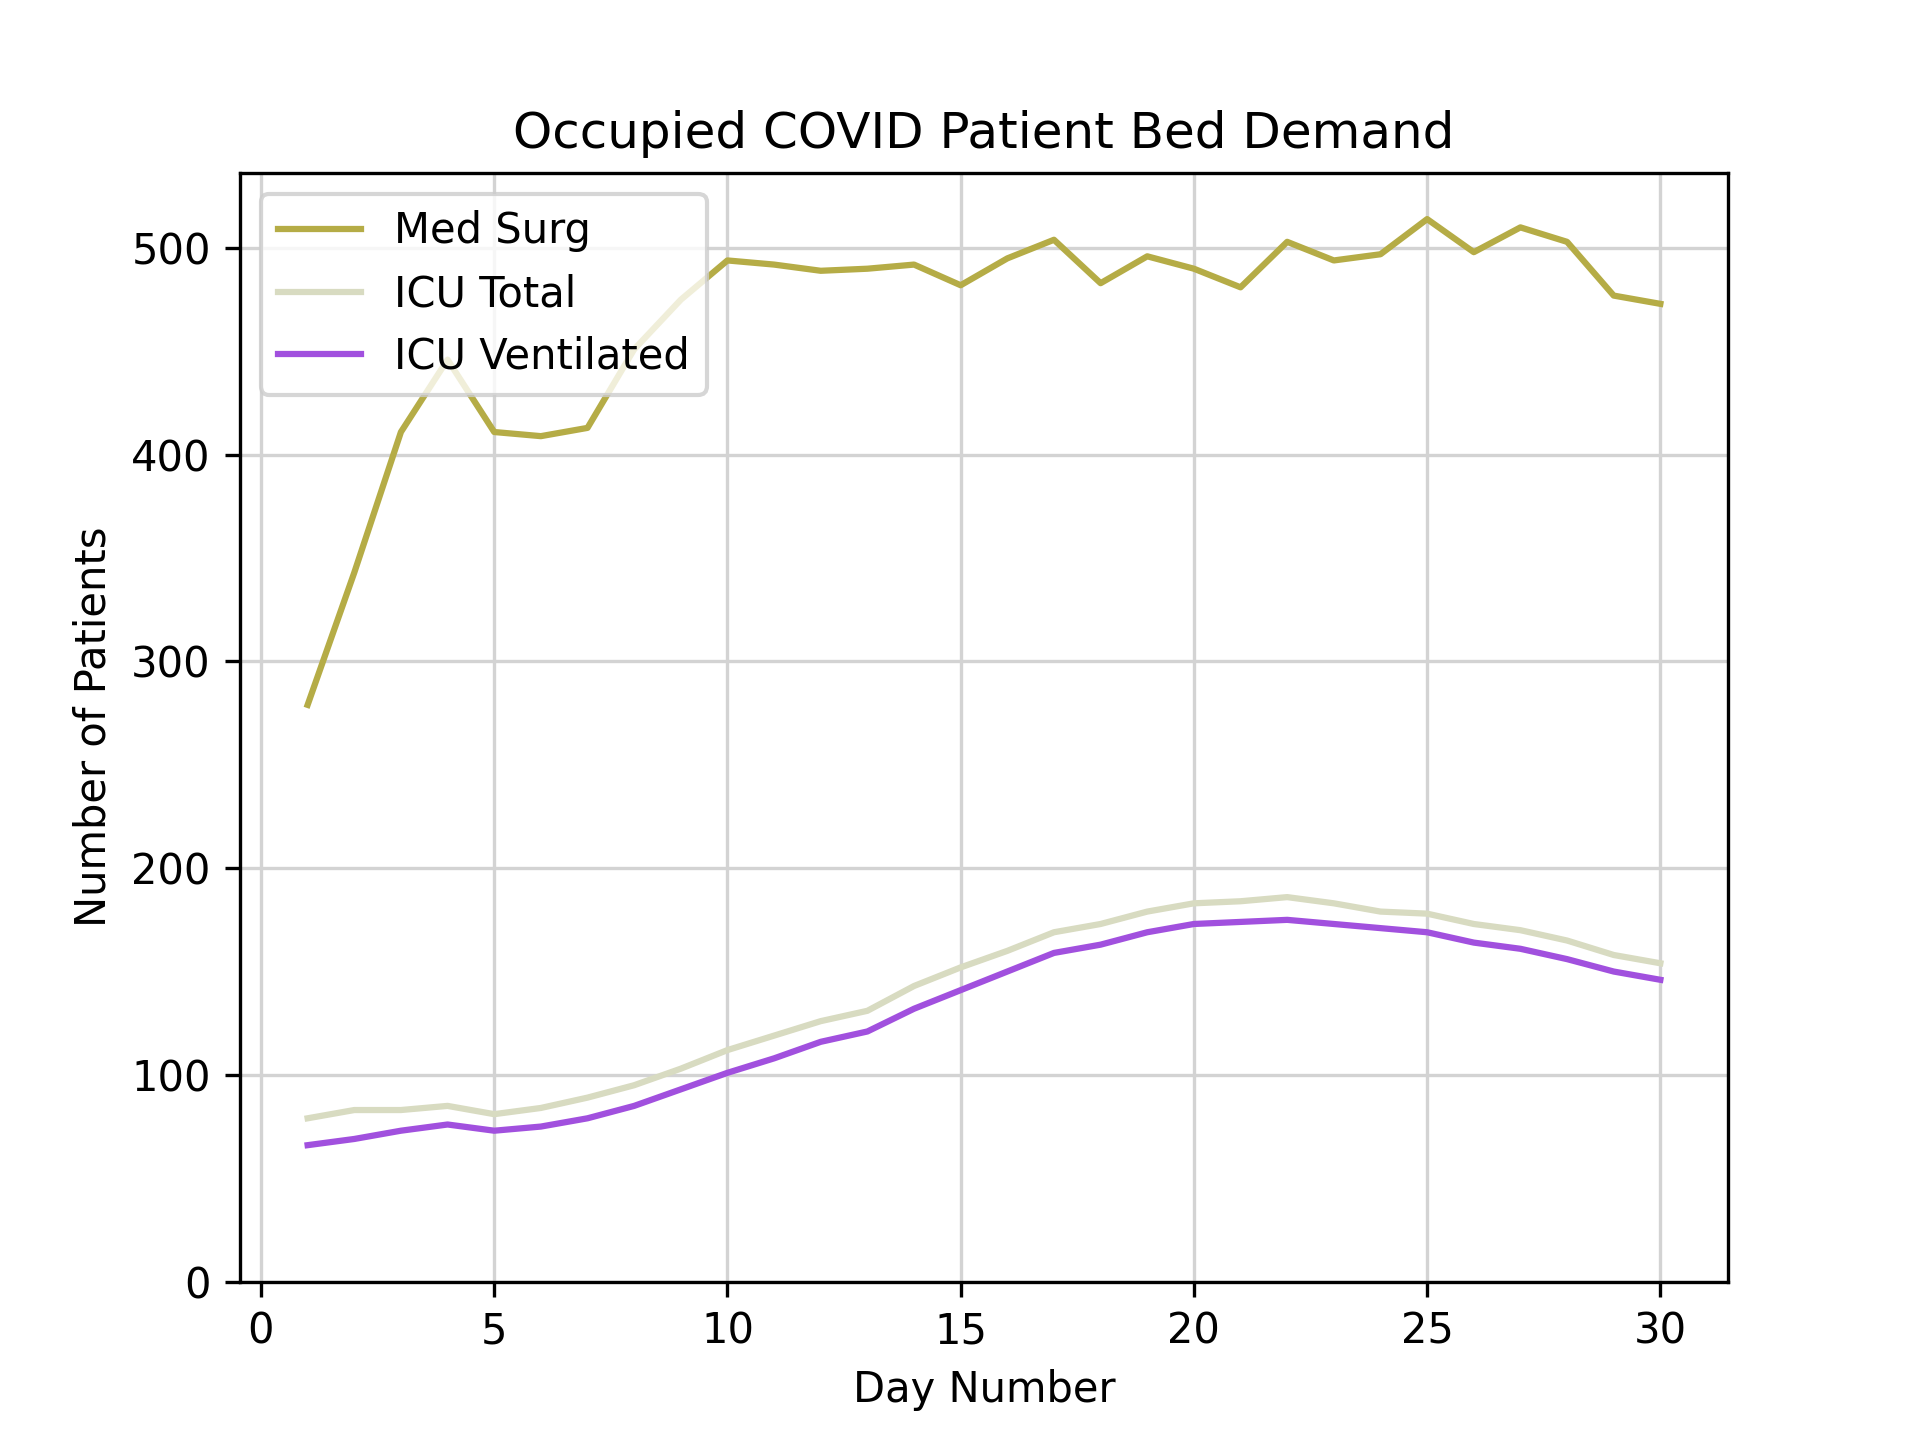 Occupied COVID Patient Bed Demand
Med Surg
ICU Total
ICU Ventilated
500
400
300
200
100
0
Number of Patients
0 5 10 15 20 25 30
Day Number